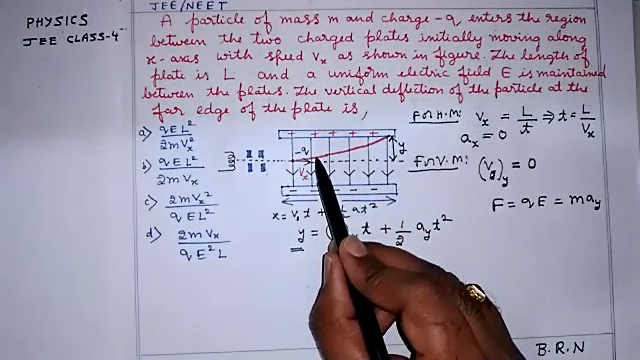 JEE/NEET
PHYSICS
JEE CLASS-4
A particle of mass m and charge -q enters the region
between the two charged plates initially moving along
x-axes with speed Vx as shown in figure. The length of
plate is L and a uniform electric field E is maintained
between the plates. The vertical deflection of the particle at the
far edge of the plate is,
a) qEL²/2mVx²
b) qEL²/2mVx
c) 2mVx²/qEL²
d) 2mVx/qE²L
+ + + + +
-q
Vx
y
- - - -
L
For H.M: Vx = L/t ⇒ t = L/Vx
ax = 0
For V.M: (V₀)y = 0
F = qE = may
y = t + 1/2 ay t²
B.R.N